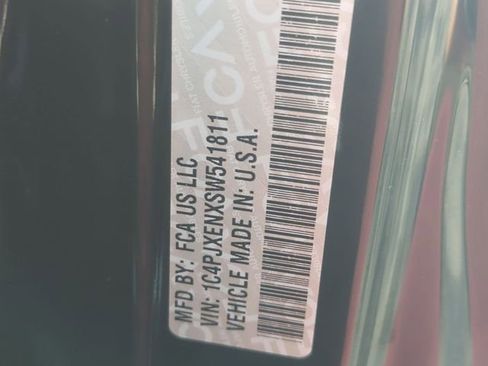 MFD BY: FCA US LLC
VIN: 1C4PJXENXSW541811
VEHICLE MADE IN: U.S.A.